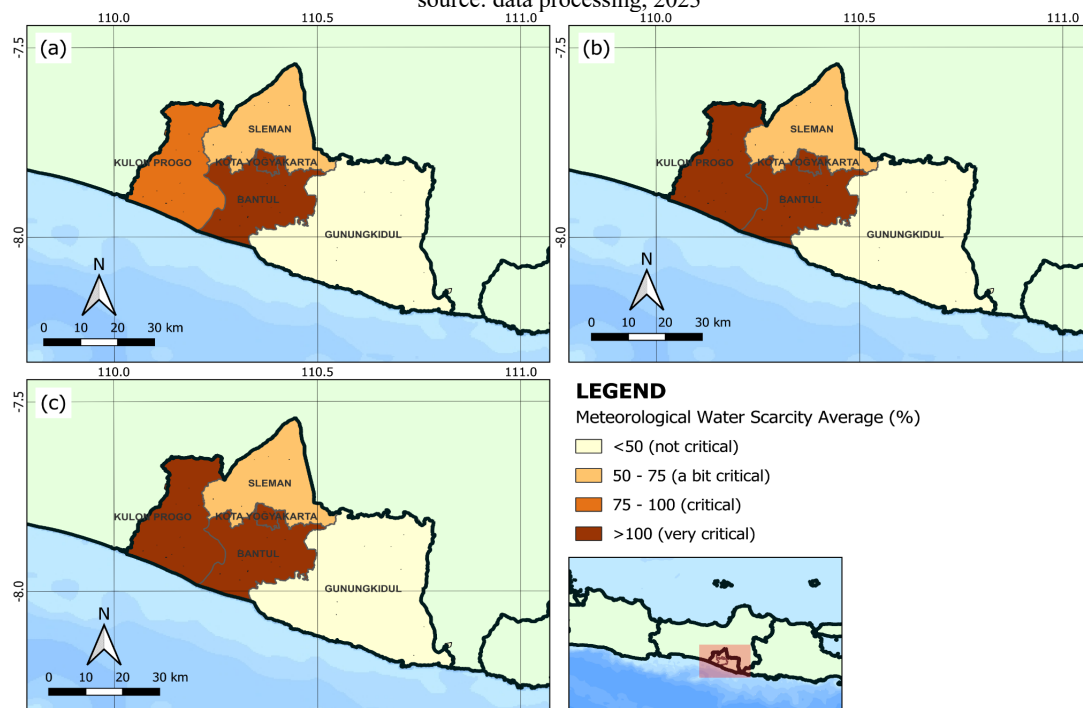 source: data processing, 2023
110.0 110.5 111.0
(a)
-7.5
SLEMAN
KULON PROGO
KOTA YOGYAKARTA
BANTUL
GUNUNGKIDUL
-8.0
N
0 10 20 30 km
110.0 110.5 111.0
(b)
-7.5
SLEMAN
KULON PROGO
KOTA YOGYAKARTA
BANTUL
GUNUNGKIDUL
-8.0
N
0 10 20 30 km
110.0 110.5 111.0
(c)
-7.5
SLEMAN
KULON PROGO
KOTA YOGYAKARTA
BANTUL
GUNUNGKIDUL
-8.0
N
0 10 20 30 km
LEGEND
Meteorological Water Scarcity Average (%)
<50 (not critical)
50 - 75 (a bit critical)
75 - 100 (critical)
>100 (very critical)